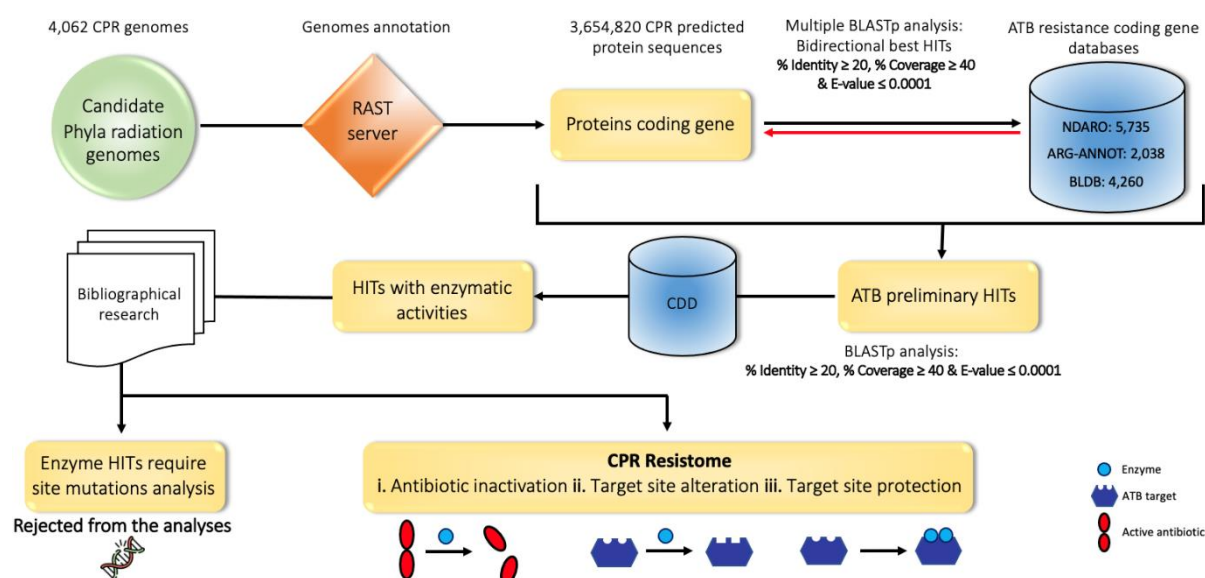 4,062 CPR genomes
Genomes annotation
3,654,820 CPR predicted
protein sequences
Multiple BLASTp analysis:
Bidirectional best HITs
% Identity ≥ 20, % Coverage ≥ 40
& E-value ≤ 0.0001
ATB resistance coding gene
databases
Candidate
Phyla radiation
genomes
RAST
server
Proteins coding gene
NDARO: 5,735
ARG-ANNOT: 2,038
BLDB: 4,260
Bibliographical
research
HITs with enzymatic
activities
CDD
ATB preliminary HITs
BLASTp analysis:
% Identity ≥ 20, % Coverage ≥ 40 & E-value ≤ 0.0001
Enzyme HITs require
site mutations analysis
Rejected from the analyses
CPR Resistome
i. Antibiotic inactivation ii. Target site alteration iii. Target site protection
Enzyme
ATB target
Active antibiotic